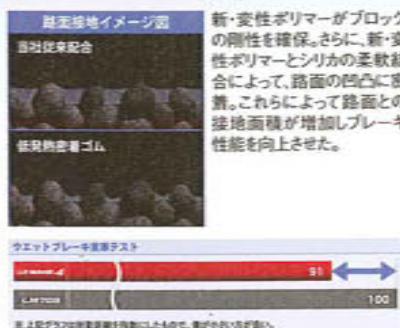 路面接地イメージ図
当社従来配合
低発熱密着ゴム
新・変性ポリマーがブロック
の剛性を確保。さらに、新・変
性ポリマーとシリカの柔軟結
合によって、路面の凹凸に密
着。これらによって路面との
接地面積が増加しブレーキ
性能を向上させた。
ウエットブレーキ実車テスト
91
100